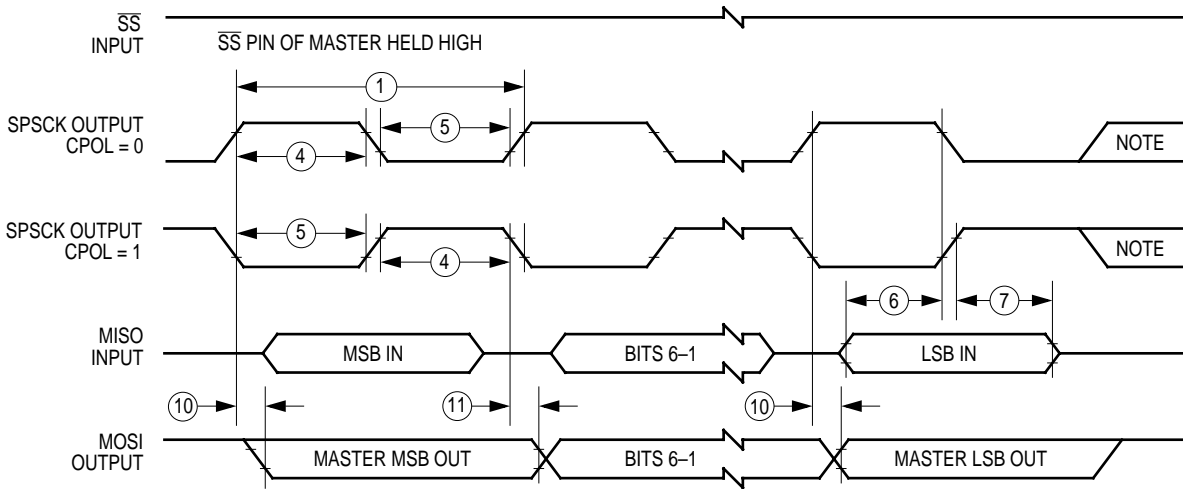 SS
INPUT
SS PIN OF MASTER HELD HIGH
1
SPSCK OUTPUT
CPOL = 0
5
4
NOTE
SPSCK OUTPUT
CPOL = 1
5
4
NOTE
6
7
MISO
INPUT
MSB IN
BITS 6–1
LSB IN
10
11
10
MOSI
OUTPUT
MASTER MSB OUT
BITS 6–1
MASTER LSB OUT